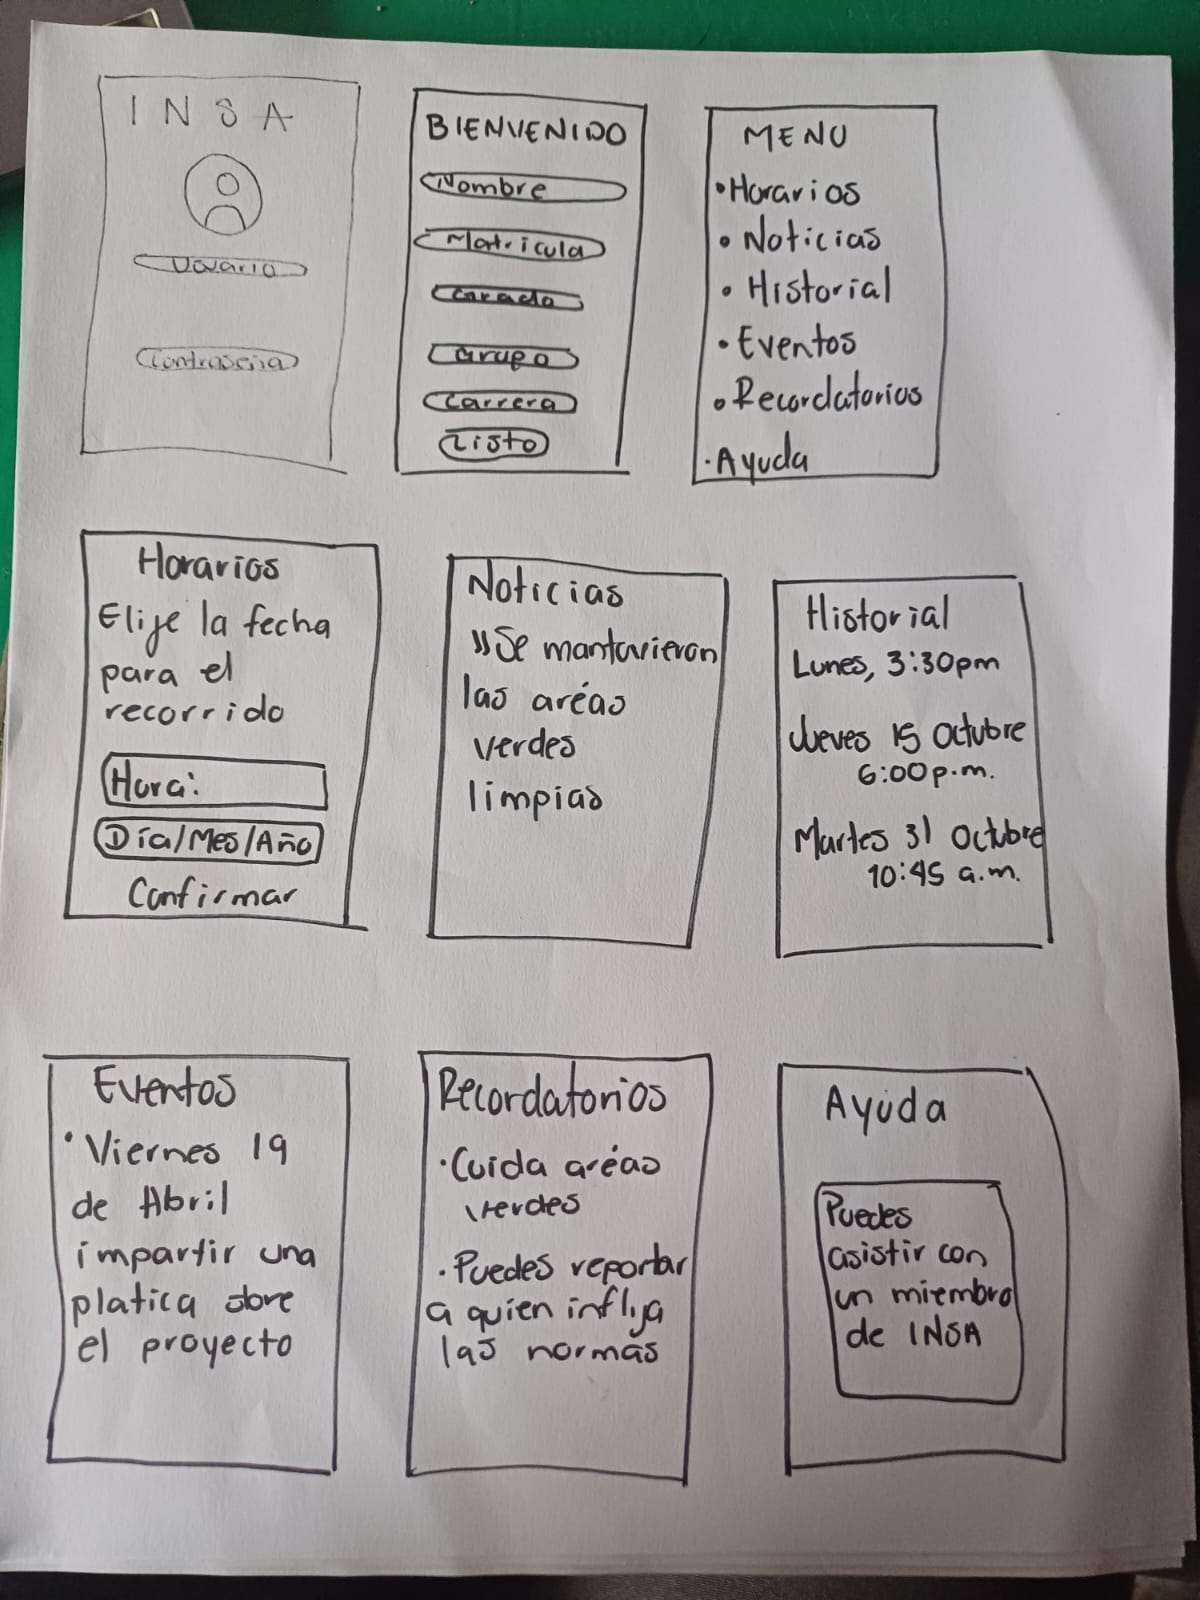 INSA
Usuario
Contraseña
BIENVENIDO
Nombre
Matricula
Grado
Grupo
Carrera
Listo
MENU
• Horarios
• Noticias
• Historial
• Eventos
• Recordatorios
• Ayuda
Horarios
Elije la fecha
para el
recorrido
Hora:
Día/Mes/Año
Confirmar
Noticias
"Se mantuvieron
las aréas
verdes
limpias
Historial
Lunes, 3:30pm
Jueves 15 Octubre
6:00p.m.
Martes 31 Octubre
10:45 a.m.
Eventos
• Viernes 19
de Abril
impartir una
platica sobre
el proyecto
Recordatorios
• Cuida aréas
verdes
• Puedes reportar
a quien inflija
las normas
Ayuda
Puedes
asistir con
un miembro
de INSA